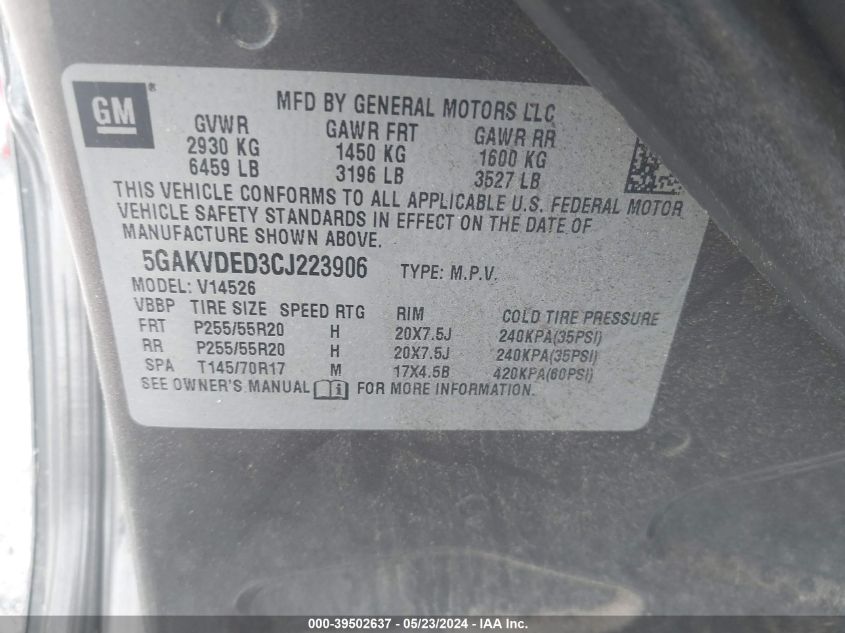 GM ®
MFD BY GENERAL MOTORS LLC
GVWR GAWR FRT GAWR RR
2930 KG 1450 KG 1600 KG
6459 LB 3196 LB 3527 LB
THIS VEHICLE CONFORMS TO ALL APPLICABLE U.S. FEDERAL MOTOR
VEHICLE SAFETY STANDARDS IN EFFECT ON THE DATE OF
MANUFACTURE SHOWN ABOVE.
5GAKVDED3CJ223906 TYPE: M.P.V.
MODEL: V14526
VBBP TIRE SIZE SPEED RTG RIM COLD TIRE PRESSURE
FRT P255/55R20 H 20X7.5J 240KPA(35PSI)
RR P255/55R20 H 20X7.5J 240KPA(35PSI)
SPA T145/70R17 M 17X4.5B 420KPA(60PSI)
SEE OWNER'S MANUAL i FOR MORE INFORMATION.
000-39502637 - 05/23/2024 - IAA Inc.